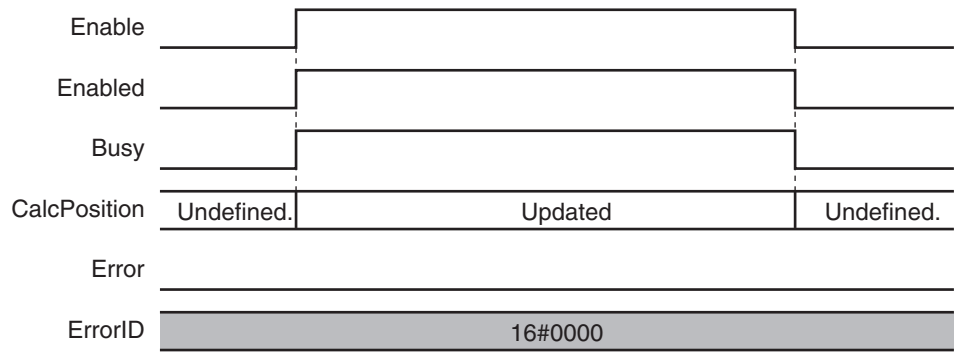 Enable
Enabled
Busy
CalcPosition Undefined. Updated Undefined.
Error
ErrorID 16#0000